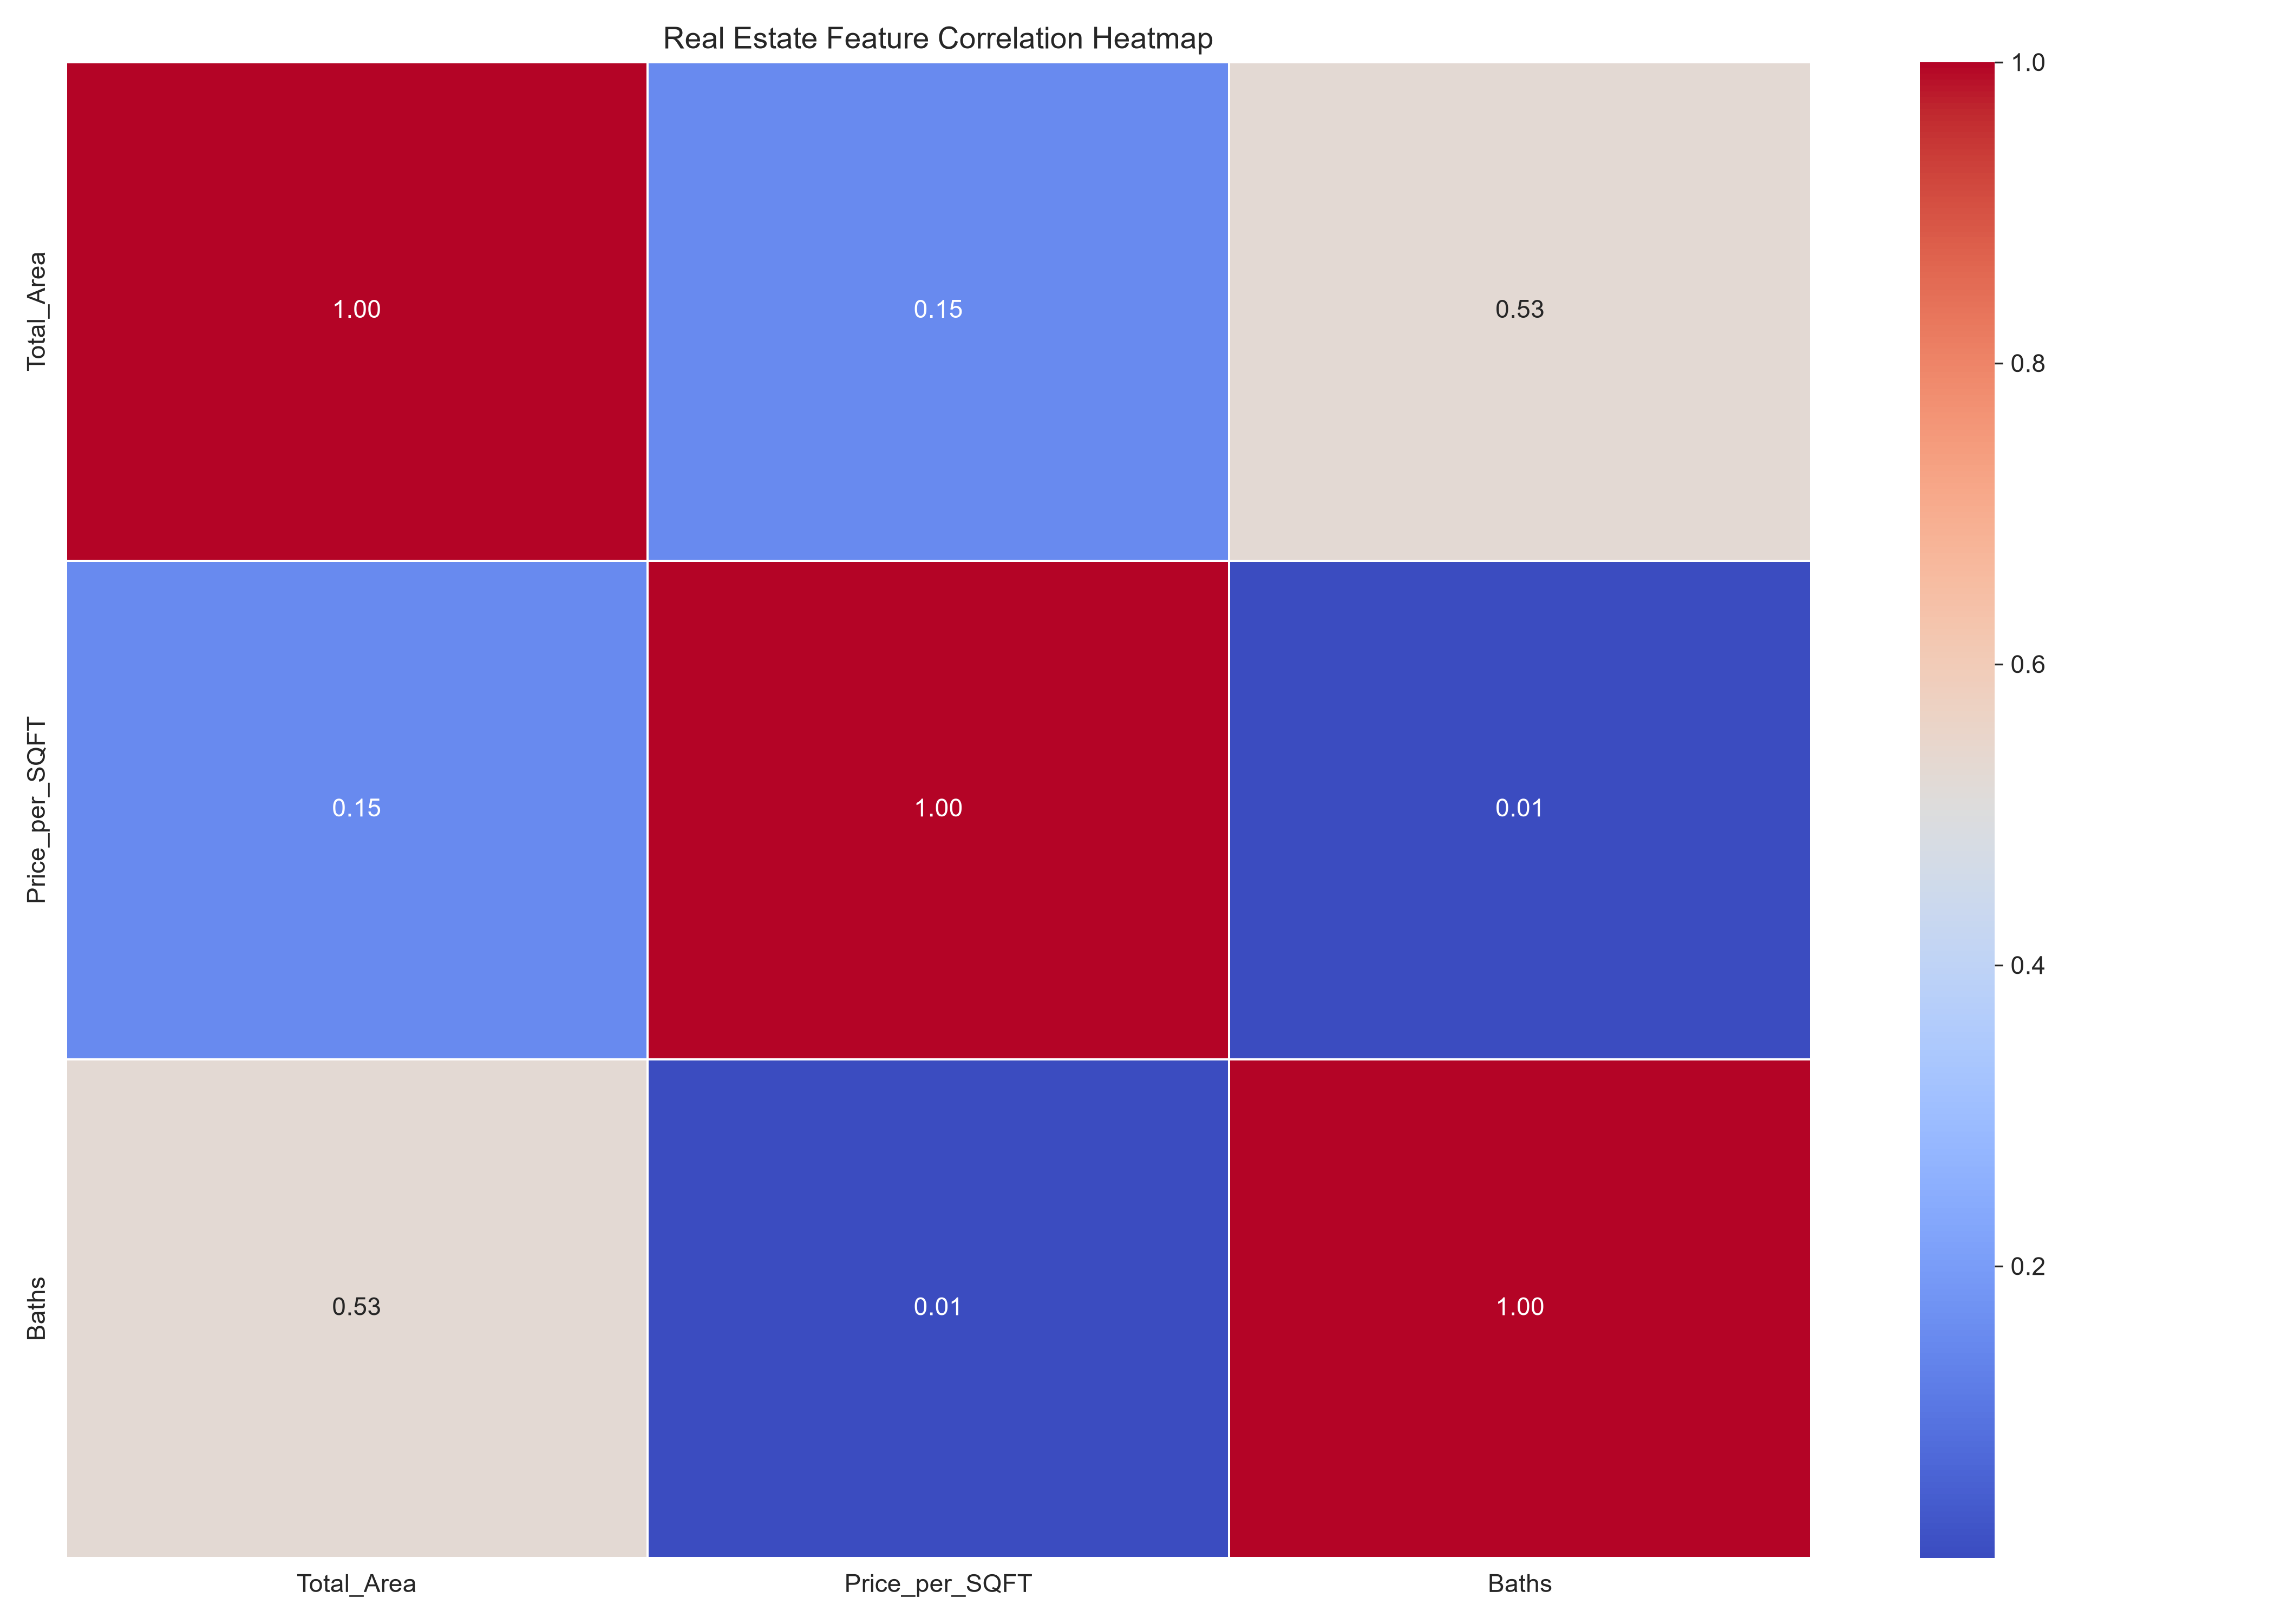 Real Estate Feature Correlation Heatmap
Total_Area
1.00
0.15
0.53
Price_per_SQFT
0.15
1.00
0.01
Baths
0.53
0.01
1.00
Total_Area
Price_per_SQFT
Baths
1.0
0.8
0.6
0.4
0.2